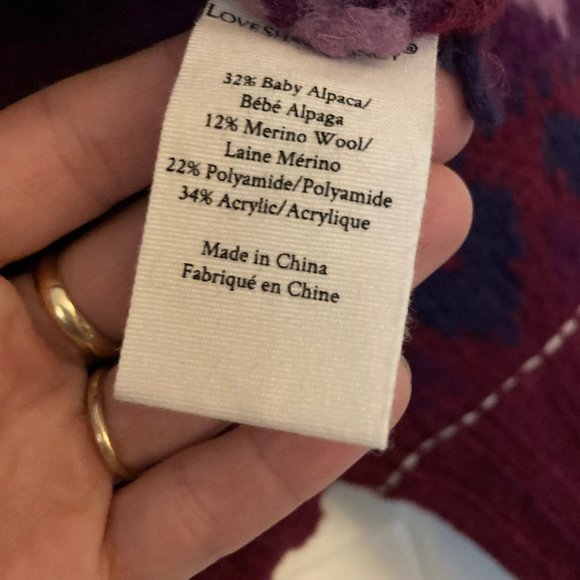 32% Baby Alpaca/
Bébé Alpaga
12% Merino Wool/
Laine Mérino
22% Polyamide/Polyamide
34% Acrylic/Acrylique
Made in China
Fabriqué en Chine